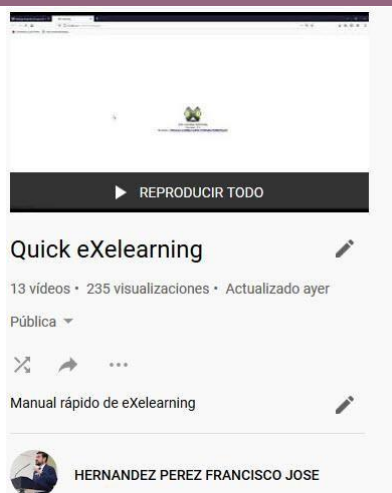 REPRODUCIR TODO
Quick eXelearning
13 vídeos • 235 visualizaciones • Actualizado ayer
Pública
Manual rápido de eXelearning
HERNANDEZ PEREZ FRANCISCO JOSE